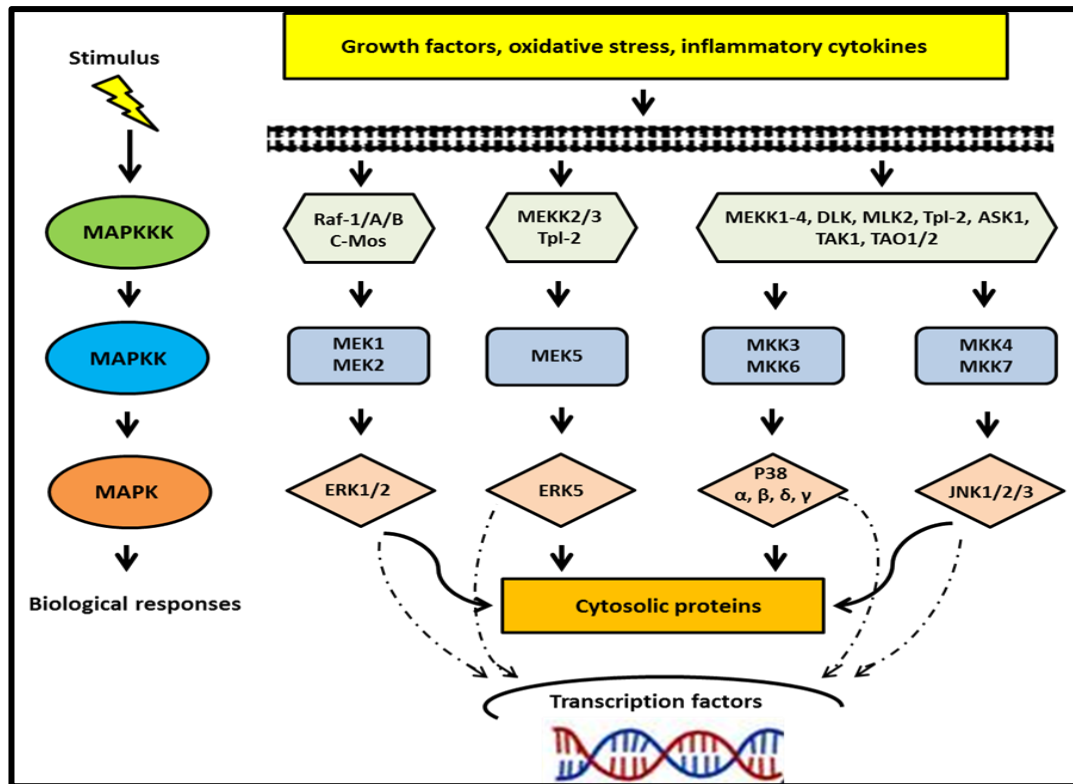 Growth factors, oxidative stress, inflammatory cytokines
Stimulus
MAPKKK
Raf-1/A/B
C-Mos
MEKK2/3
Tpl-2
MEKK1-4, DLK, MLK2, Tpl-2, ASK1,
TAK1, TAO1/2
MAPKK
MEK1
MEK2
MEK5
MKK3
MKK6
MKK4
MKK7
MAPK
ERK1/2
ERK5
P38
α, β, δ, γ
JNK1/2/3
Biological responses
Cytosolic proteins
Transcription factors